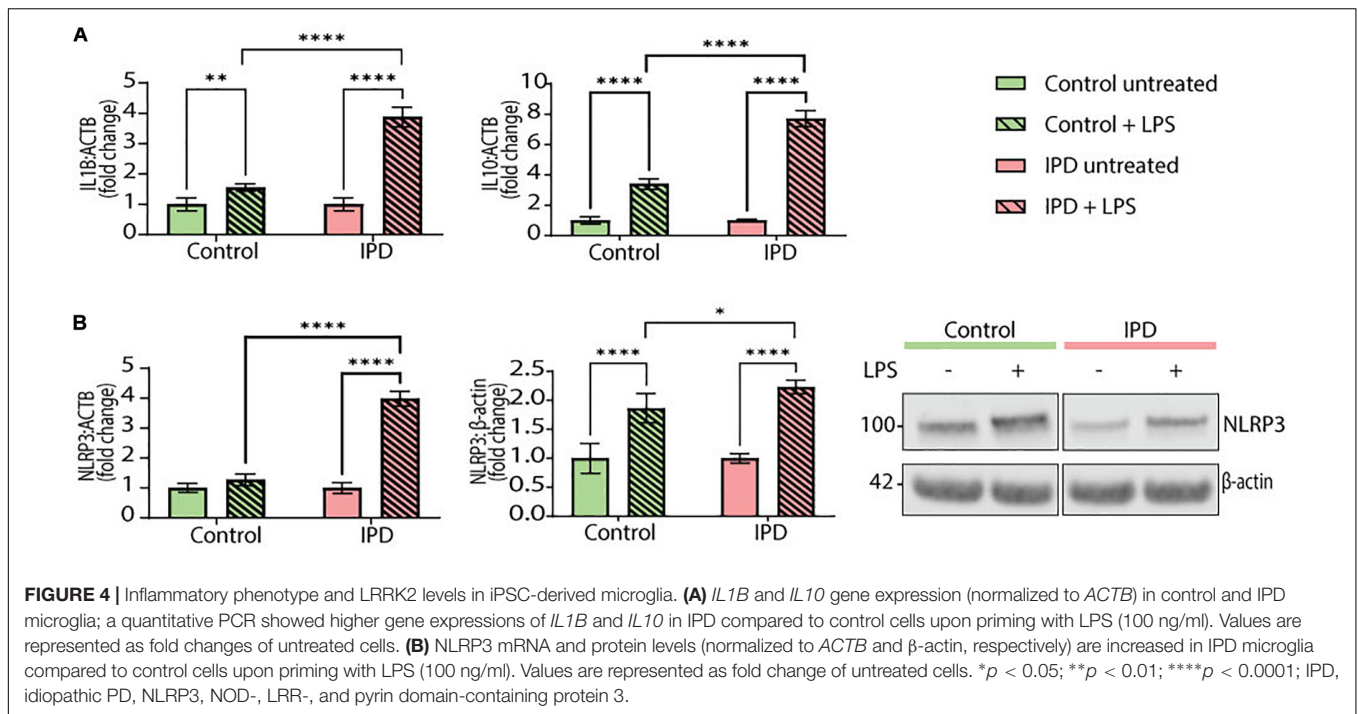 A
****
**
****
IL1B:ACTB
(fold change)
5
4
3
2
1
0
Control
IPD
****
****
****
IL10:ACTB
(fold change)
10
8
6
4
2
0
Control
IPD
Control untreated
Control + LPS
IPD untreated
IPD + LPS
B
****
****
NLRP3:ACTB
(fold change)
5
4
3
2
1
0
Control
IPD
*
****
****
NLRP3: β-actin
(fold change)
2.5
2.0
1.5
1.0
0.5
0.0
Control
IPD
Control IPD
LPS - + - +
100 NLRP3
42 β-actin
FIGURE 4 | Inflammatory phenotype and LRRK2 levels in iPSC-derived microglia. (A) IL1B and IL10 gene expression (normalized to ACTB) in control and IPD
microglia; a quantitative PCR showed higher gene expressions of IL1B and IL10 in IPD compared to control cells upon priming with LPS (100 ng/ml). Values are
represented as fold changes of untreated cells. (B) NLRP3 mRNA and protein levels (normalized to ACTB and β-actin, respectively) are increased in IPD microglia
compared to control cells upon priming with LPS (100 ng/ml). Values are represented as fold change of untreated cells. *p < 0.05; **p < 0.01; ****p < 0.0001; IPD,
idiopathic PD, NLRP3, NOD-, LRR-, and pyrin domain-containing protein 3.